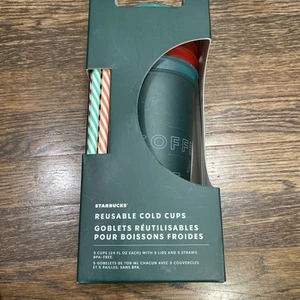 COFF
STARBUCKS®
REUSABLE COLD CUPS
GOBLETS RÉUTILISABLES
POUR BOISSONS FROIDES
5 CUPS (24 FL OZ EACH) WITH 5 LIDS AND 5 STRAWS.
BPA-FREE.
5 GOBELETS DE 709 ML CHACUN AVEC 5 COUVERCLES
ET 5 PAILLES. SANS BPA.